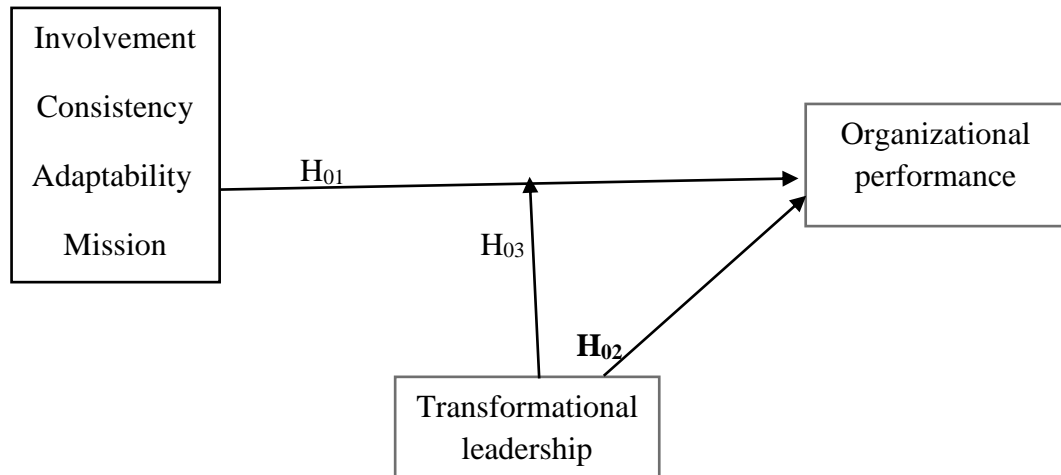 Involvement
Consistency
Adaptability
Mission
H01
Organizational
performance
H03
H02
Transformational
leadership